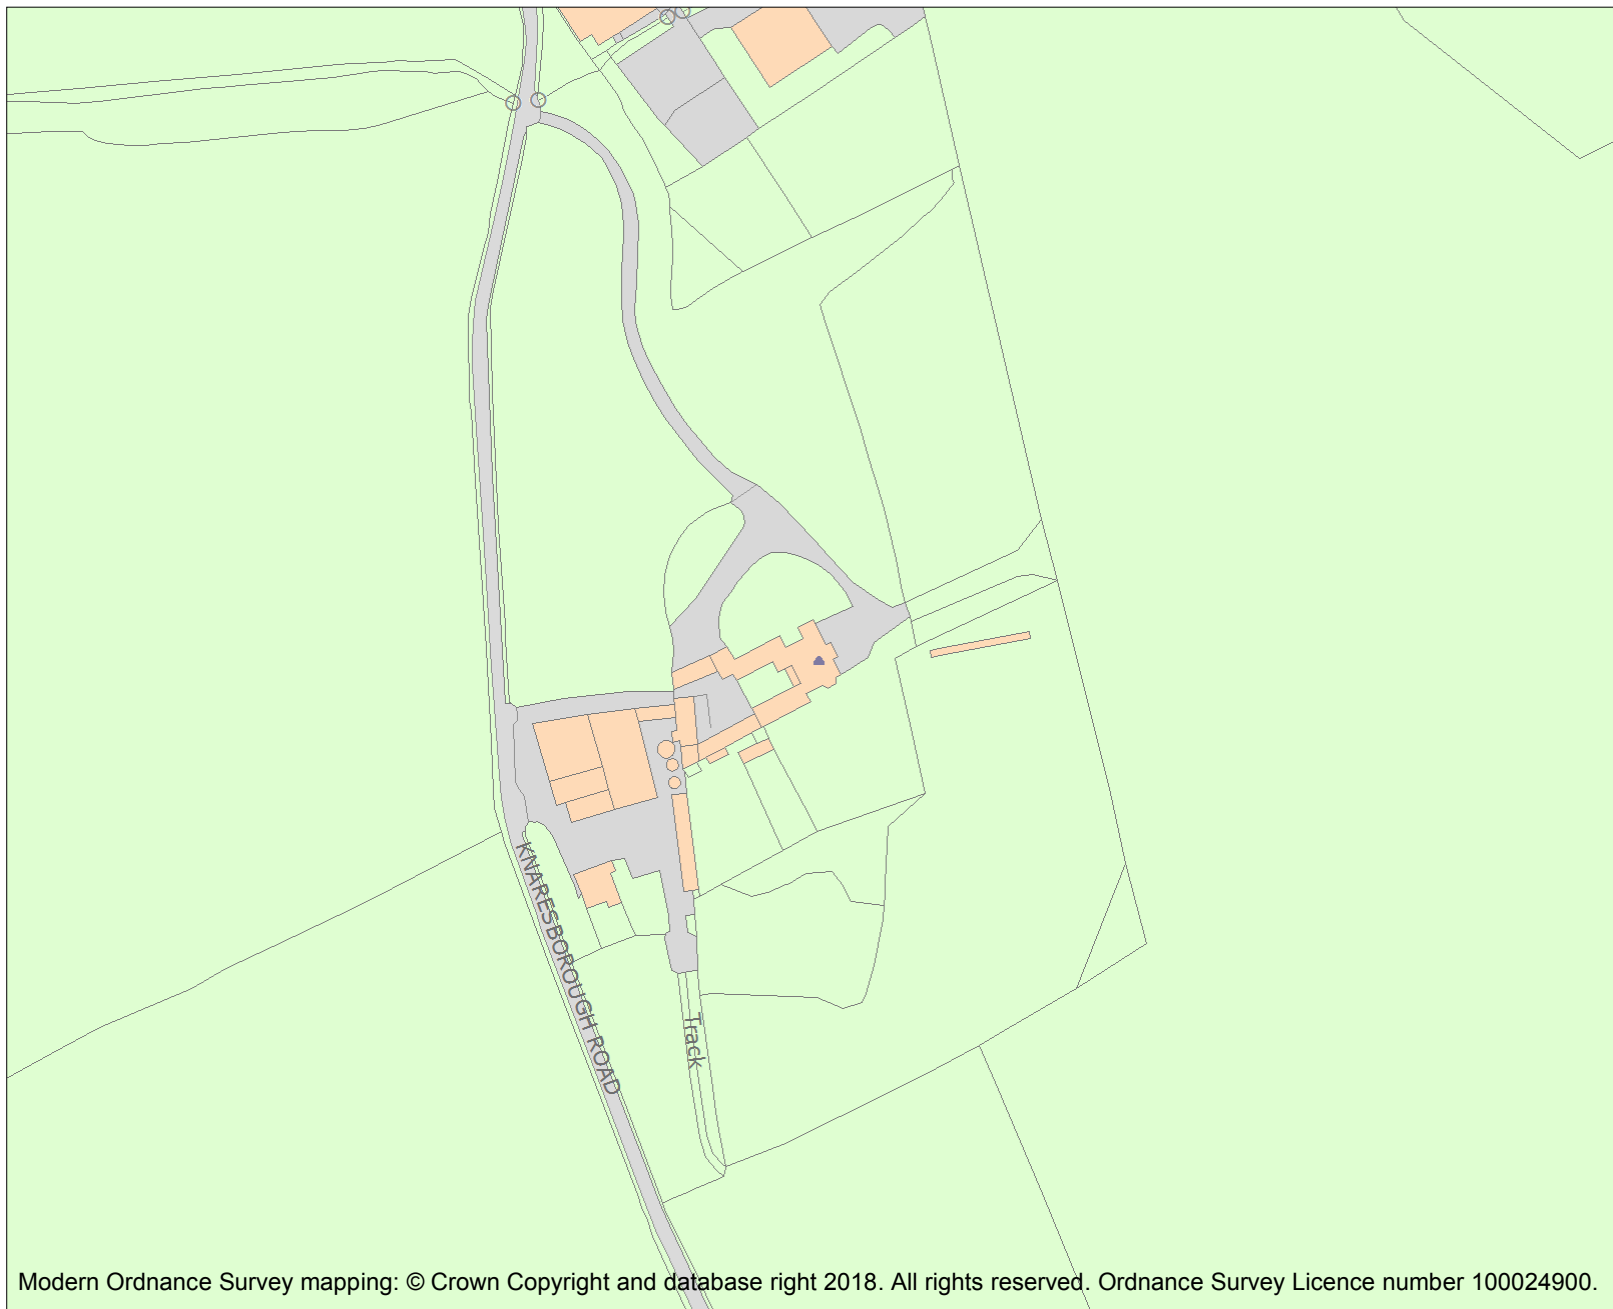 KNARESBOROUGH ROAD
Track
Modern Ordnance Survey mapping: © Crown Copyright and database right 2018. All rights reserved. Ordnance Survey Licence number 100024900.